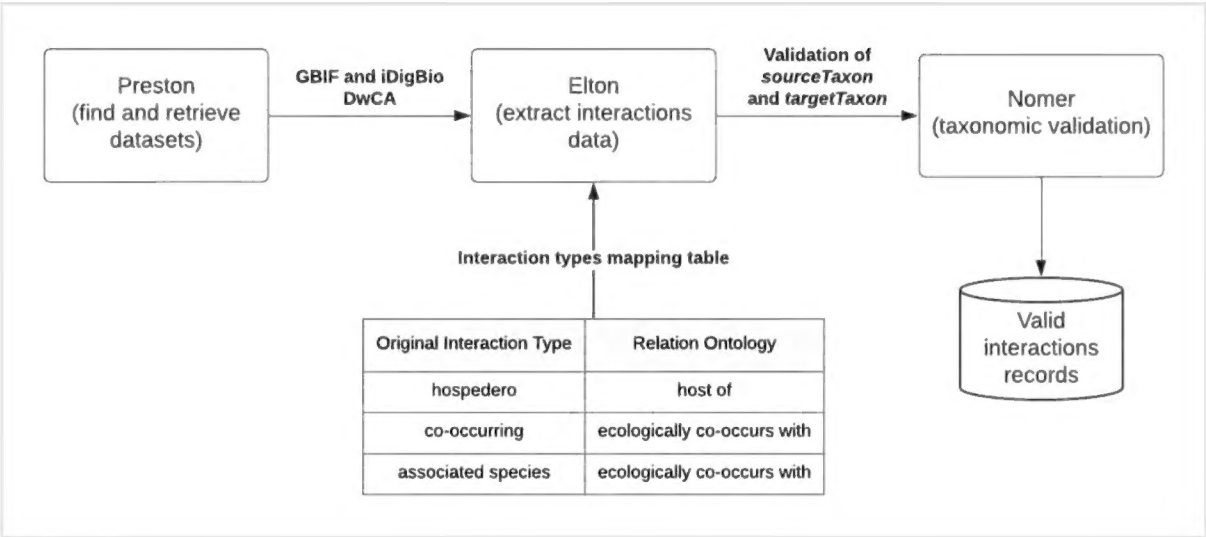 Preston
(find and retrieve
datasets)
GBIF and iDigBio
DwCA
Elton
(extract interactions
data)
Validation of
sourceTaxon
and targetTaxon
Nomer
(taxonomic validation)
Interaction types mapping table
Original Interaction Type Relation Ontology
hospedero host of
co-occurring ecologically co-occurs with
associated species ecologically co-occurs with
Valid
interactions
records